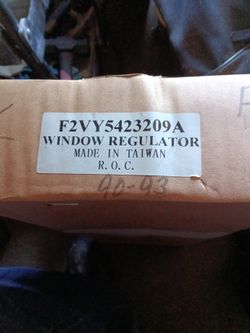 F2VY5423209A
WINDOW REGULATOR
MADE IN TAIWAN
R. O. C.
90-93